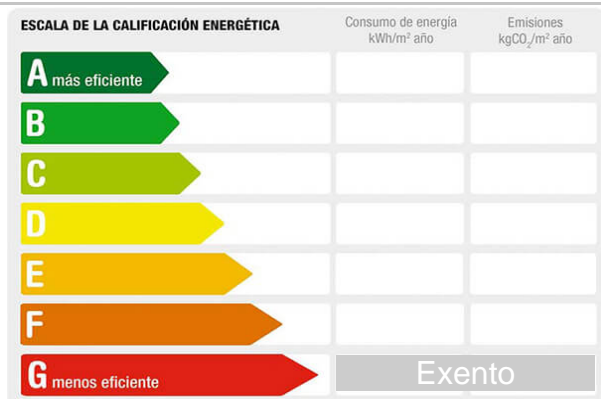 ESCALA DE LA CALIFICACIÓN ENERGÉTICA
Consumo de energía
kWh/m² año
Emisiones
kgCO₂/m² año
A más eficiente
B
C
D
E
F
G menos eficiente
Exento